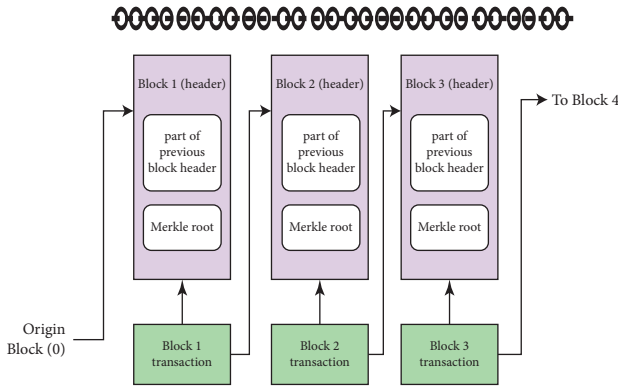 Block 1 (header)
part of
previous
block header
Merkle root
Block 2 (header)
part of
previous
block header
Merkle root
Block 3 (header)
part of
previous
block header
Merkle root
To Block 4
Origin
Block (0)
Block 1
transaction
Block 2
transaction
Block 3
transaction